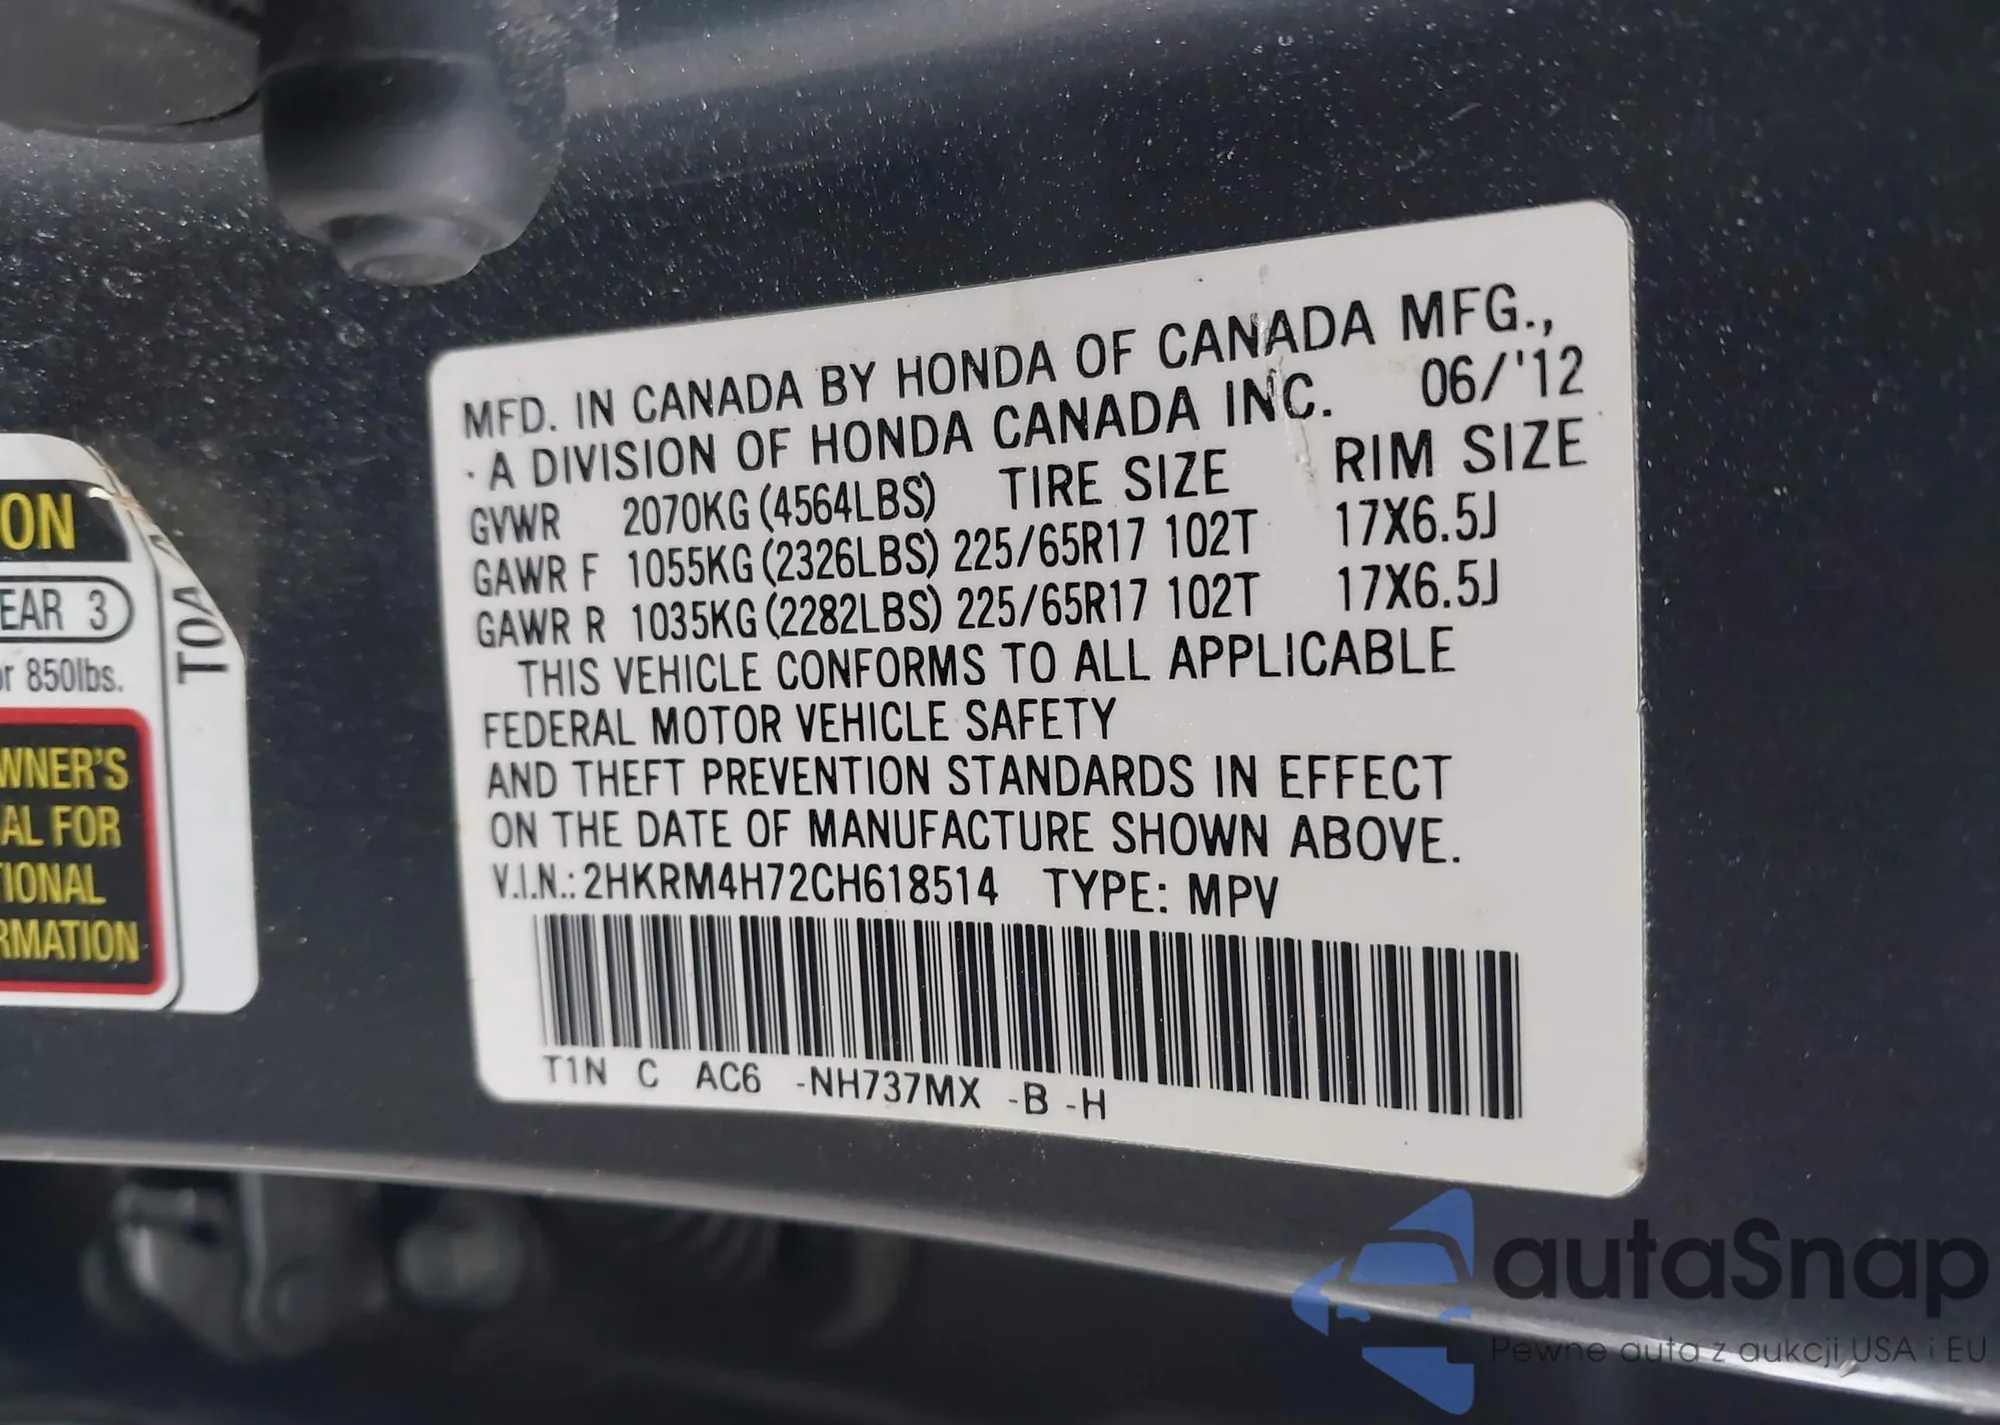 MFD. IN CANADA BY HONDA OF CANADA MFG.,
· A DIVISION OF HONDA CANADA INC. 06/'12
GVWR 2070KG (4564LBS) TIRE SIZE RIM SIZE
GAWR F 1055KG (2326LBS) 225/65R17 102T 17X6.5J
GAWR R 1035KG (2282LBS) 225/65R17 102T 17X6.5J
THIS VEHICLE CONFORMS TO ALL APPLICABLE
FEDERAL MOTOR VEHICLE SAFETY
AND THEFT PREVENTION STANDARDS IN EFFECT
ON THE DATE OF MANUFACTURE SHOWN ABOVE.
V.I.N.: 2HKRM4H72CH618514 TYPE: MPV
T1N C AC6 -NH737MX -B -H
ON
EAR 3
r 850lbs.
WNER'S
AL FOR
TIONAL
RMATION
T0A
autaSnap
Pewne auta z aukcji USA i EU